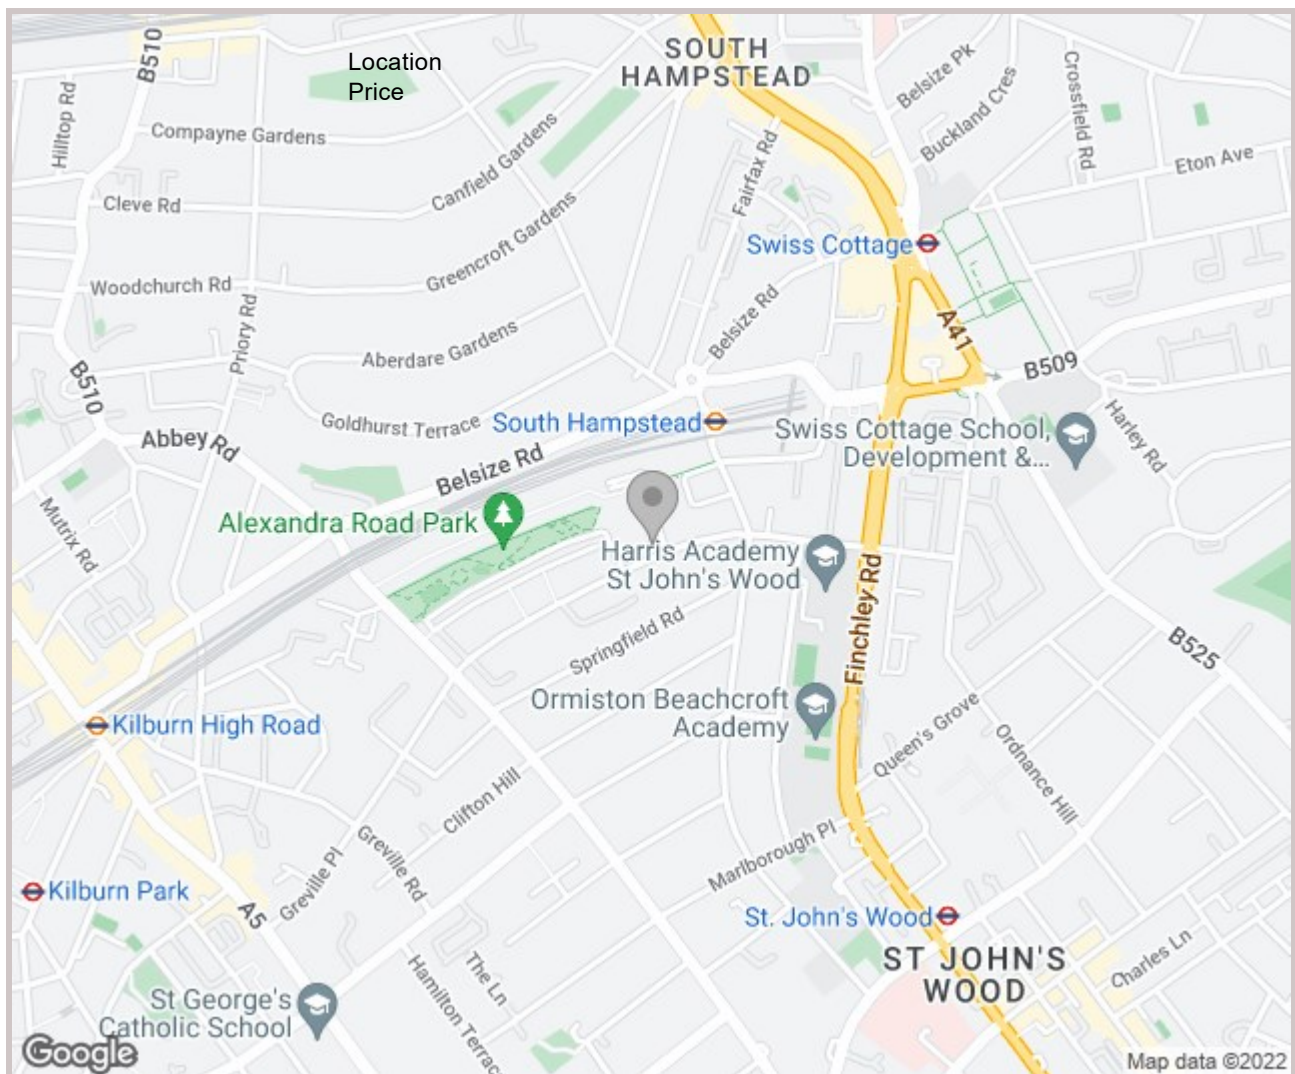 Location
Price
SOUTH
HAMPSTEAD
B510
Hilltop Rd
Compayne Gardens
Canfield Gardens
Fairfax Rd
Belsize Pk
Buckland Cres
Crossfield Rd
Eton Ave
Cleve Rd
Greencroft Gardens
Swiss Cottage
Woodchurch Rd
Priory Rd
Belsize Rd
A41
Aberdare Gardens
B509
B510
Goldhurst Terrace
South Hampstead
Swiss Cottage School,
Development &...
Harley Rd
Abbey Rd
Belsize Rd
Mutrix Rd
Alexandra Road Park
Harris Academy
St John's Wood
Finchley Rd
Springfield Rd
B525
Ormiston Beachcroft
Academy
Kilburn High Road
Queen's Grove
Ordnance Hill
Clifton Hill
Greville Pl
Greville Rd
Marlborough Pl
Kilburn Park
A5
St. John's Wood
ST JOHN'S
WOOD
Charles Ln
The Ln
Hamilton Terrac
St George's
Catholic School
Google
Map data ©2022